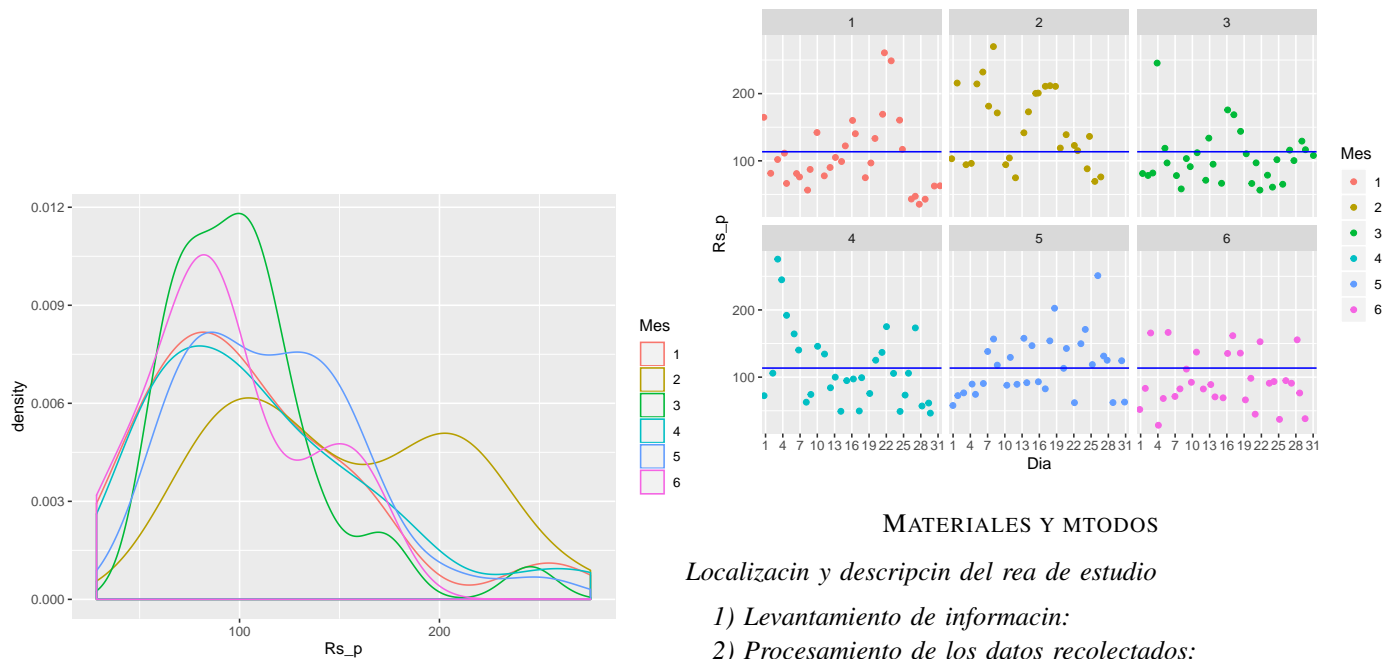 0.012
0.009
0.006
0.003
0.000
density
100 200
Rs_p
Mes
1
2
3
4
5
6
1 2 3
200
100
4 5 6
200
100
Rs_p
1 4 7 10 13 16 19 22 25 28 31 1 4 7 10 13 16 19 22 25 28 31 1 4 7 10 13 16 19 22 25 28 31
Dia
Mes
1
2
3
4
5
6
MATERIALES Y MTODOS
Localizacin y descripcin del rea de estudio
1) Levantamiento de informacin:
2) Procesamiento de los datos recolectados: